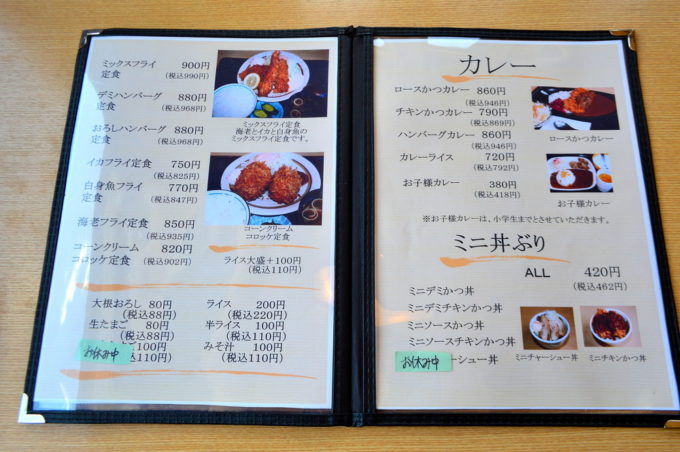 ミックスフライ 900円
定食 (税込990円)
デミハンバーグ 880円
定食 (税込968円)
おろしハンバーグ 880円
定食 (税込968円)
イカフライ定食 750円
(税込825円)
白身魚フライ 770円
定食 (税込847円)
海老フライ定食 850円
(税込935円)
コーンクリーム 820円
コロッケ定食 (税込902円)
ミックスフライ定食
海老とイカと白身魚の
ミックスフライ定食です。
コーンクリーム
コロッケ定食
ライス大盛+100円
(税込110円)
大根おろし 80円
(税込88円)
生たまご 80円
(税込88円)
お休み中
100円
(税込110円)
ライス 200円
(税込220円)
半ライス 100円
(税込110円)
みそ汁 100円
(税込110円)
カレー
ロースかつカレー 860円
(税込946円)
チキンかつカレー 790円
(税込869円)
ハンバーグカレー 860円
(税込946円)
カレーライス 720円
(税込792円)
お子様カレー 380円
(税込418円)
ロースかつカレー
お子様カレー
※お子様カレーは、小学生までとさせていただきます。
ミニ丼ぶり
ALL 420円
(税込462円)
ミニデミかつ丼
ミニデミチキンかつ丼
ミニソースかつ丼
ミニソースチキンかつ丼
お休み中
ーシュー丼
ミニチャーシュー丼
ミニチキンかつ丼